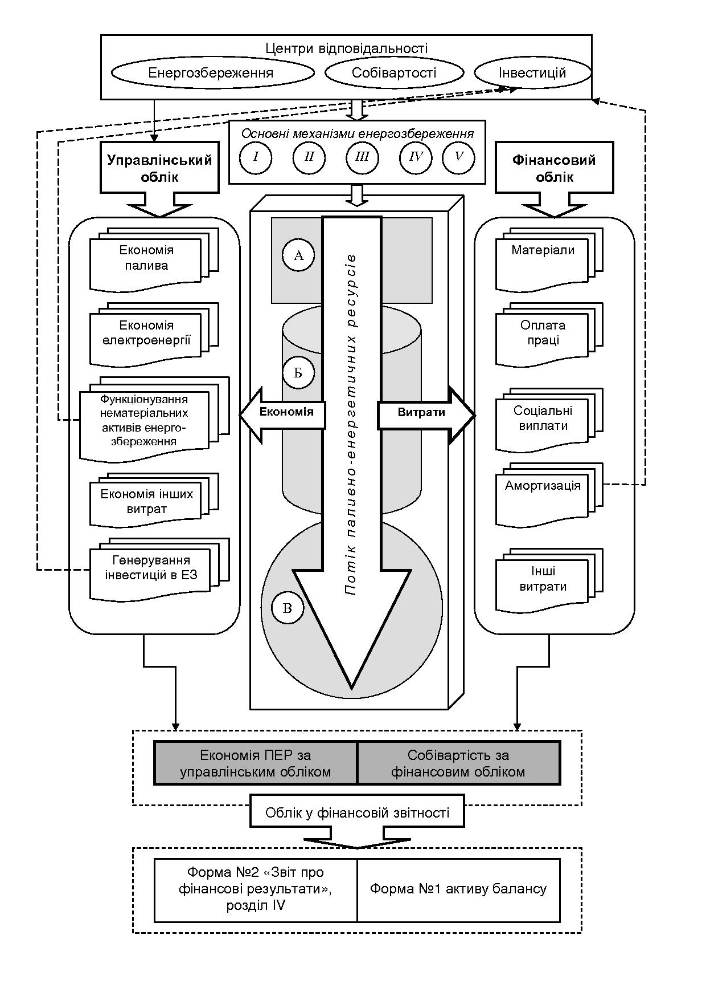 Центри відповідальності
Енергозбереження
Собівартості
Інвестицій
Основні механізми енергозбереження
I
II
III
IV
V
Управлінський
облік
Фінансовий
облік
Економія
палива
Економія
електроенергії
Функціонування
нематеріальних
активів енерго-
збереження
Економія інших
витрат
Генерування
інвестицій в ЕЗ
А
Б
В
Потік паливно-енергетичних ресурсів
Економія
Витрати
Матеріали
Оплата
праці
Соціальні
виплати
Амортизація
Інші
витрати
Економія ПЕР за
управлінським обліком
Собівартість за
фінансовим обліком
Облік у фінансовій звітності
Форма №2 «Звіт про
фінансові результати»,
розділ IV
Форма №1 активу балансу